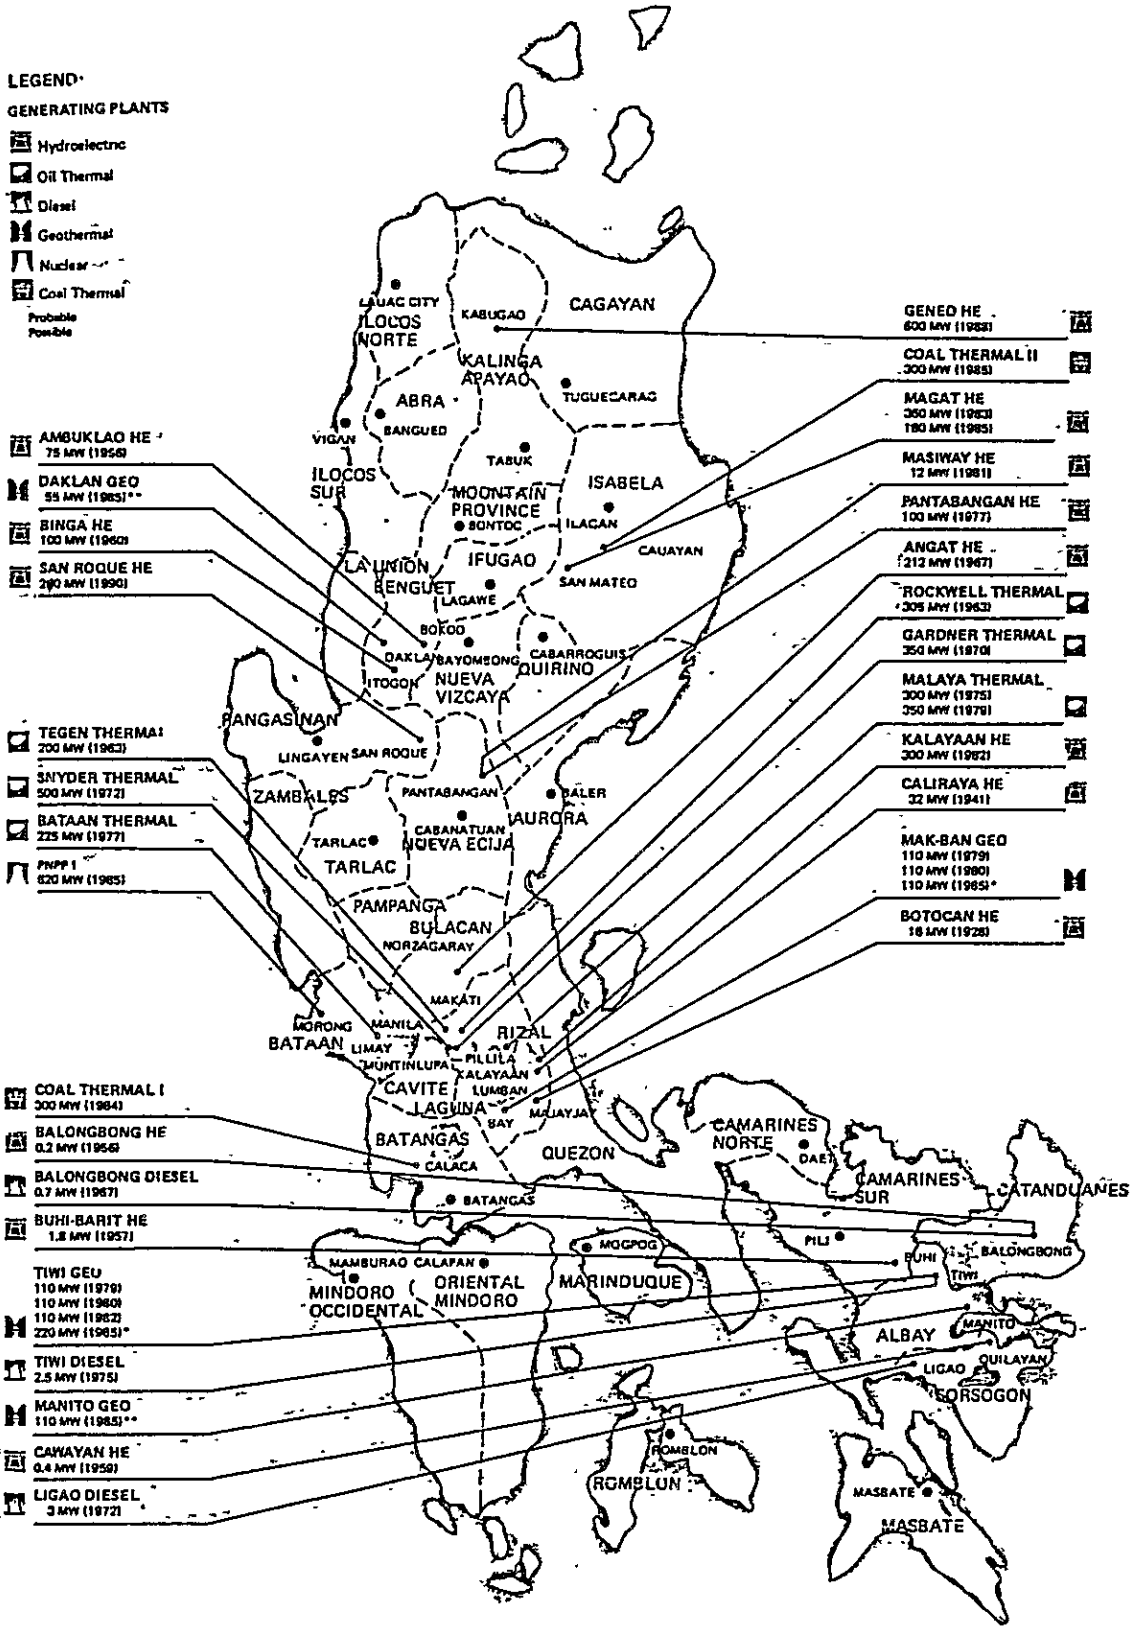 LEGEND
GENERATING PLANTS
Hydroelectric
Oil Thermal
Diesel
Geothermal
Nuclear
Coal Thermal
Probable
Possible
AMBUKLAO HE
75 MW (1956)
DAKLAN GEO
55 MW (1985)**
BINGA HE
100 MW (1960)
SAN ROQUE HE
MW (1990)
TEGEN THERMAL
200 MW (1963)
SNYDER THERMAL
500 MW (1972)
BATAAN THERMAL
225 MW (1977)
PNPP 1
620 MW (1985)
COAL THERMAL I
300 MW (1984)
BALONGBONG HE
0.2 MW (1956)
BALONGBONG DIESEL
0.7 MW (1967)
BUHI-BARIT HE
1.8 MW (1957)
TIWI GEO
110 MW (1979)
110 MW (1980)
110 MW (1982)
220 MW (1985)*
TIWI DIESEL
2.5 MW (1975)
MANITO GEO
110 MW (1985)**
CAWAYAN HE
0.4 MW (1959)
LIGAO DIESEL
3 MW (1972)
GENED HE
600 MW (1988)
COAL THERMAL II
300 MW (1985)
MAGAT HE
360 MW (1983)
180 MW (1985)
MASIWAY HE
12 MW (1981)
PANTABANGAN HE
100 MW (1977)
ANGAT HE
212 MW (1967)
ROCKWELL THERMAL
305 MW (1963)
GARDNER THERMAL
350 MW (1970)
MALAYA THERMAL
300 MW (1975)
350 MW (1979)
KALAYAAN HE
300 MW (1982)
CALIRAYA HE
32 MW (1941)
MAK-BAN GEO
110 MW (1979)
110 MW (1980)
110 MW (1985)*
BOTOCAN HE
16 MW (1928)
LAUAG CITY
ILOCOS
NORTE
KABUGAO
CAGAYAN
KALINGA
APAYAO
TUGUEGARAO
ABRA
BANGUED
VIGAN
TABUK
ILOCOS
SUR
MOUNTAIN
PROVINCE
BONTOC
ISABELA
ILAGAN
CAUAYAN
SAN MATEO
IFUGAO
LAGAWE
LA UNION
BENGUET
BOKOD
DAKLAN
ITOGON
BAYOMBONG
NUEVA
VIZCAYA
CABARROGUIS
QUIRINO
PANGASINAN
LINGAYEN
SAN ROQUE
ZAMBALES
PANTABANGAN
BALER
AURORA
CABANATUAN
NUEVA ECIJA
TARLAC
TARLAC
PAMPANGA
BULACAN
NORZAGARAY
MAKATI
MORONG
BATAAN
MANILA
LIMAY
MUNTINLUPA
RIZAL
PILLILA
KALAYAAN
CAVITE
LUMBAN
LAGUNA
BAY
MAJAYJAY
BATANGAS
CALACA
QUEZON
BATANGAS
CAMARINES
NORTE
DAET
CAMARINES
SUR
CATANDUANES
PILI
BUHI
BALONGBONG
TIWI
MOGPOG
MARINDUQUE
MAMBURAO
CALAPAN
MINDORO
OCCIDENTAL
ORIENTAL
MINDORO
ALBAY
MANITO
LIGAO
QUILAYAN
SORSOGON
ROMBLON
ROMBLON
MASBATE
MASBATE